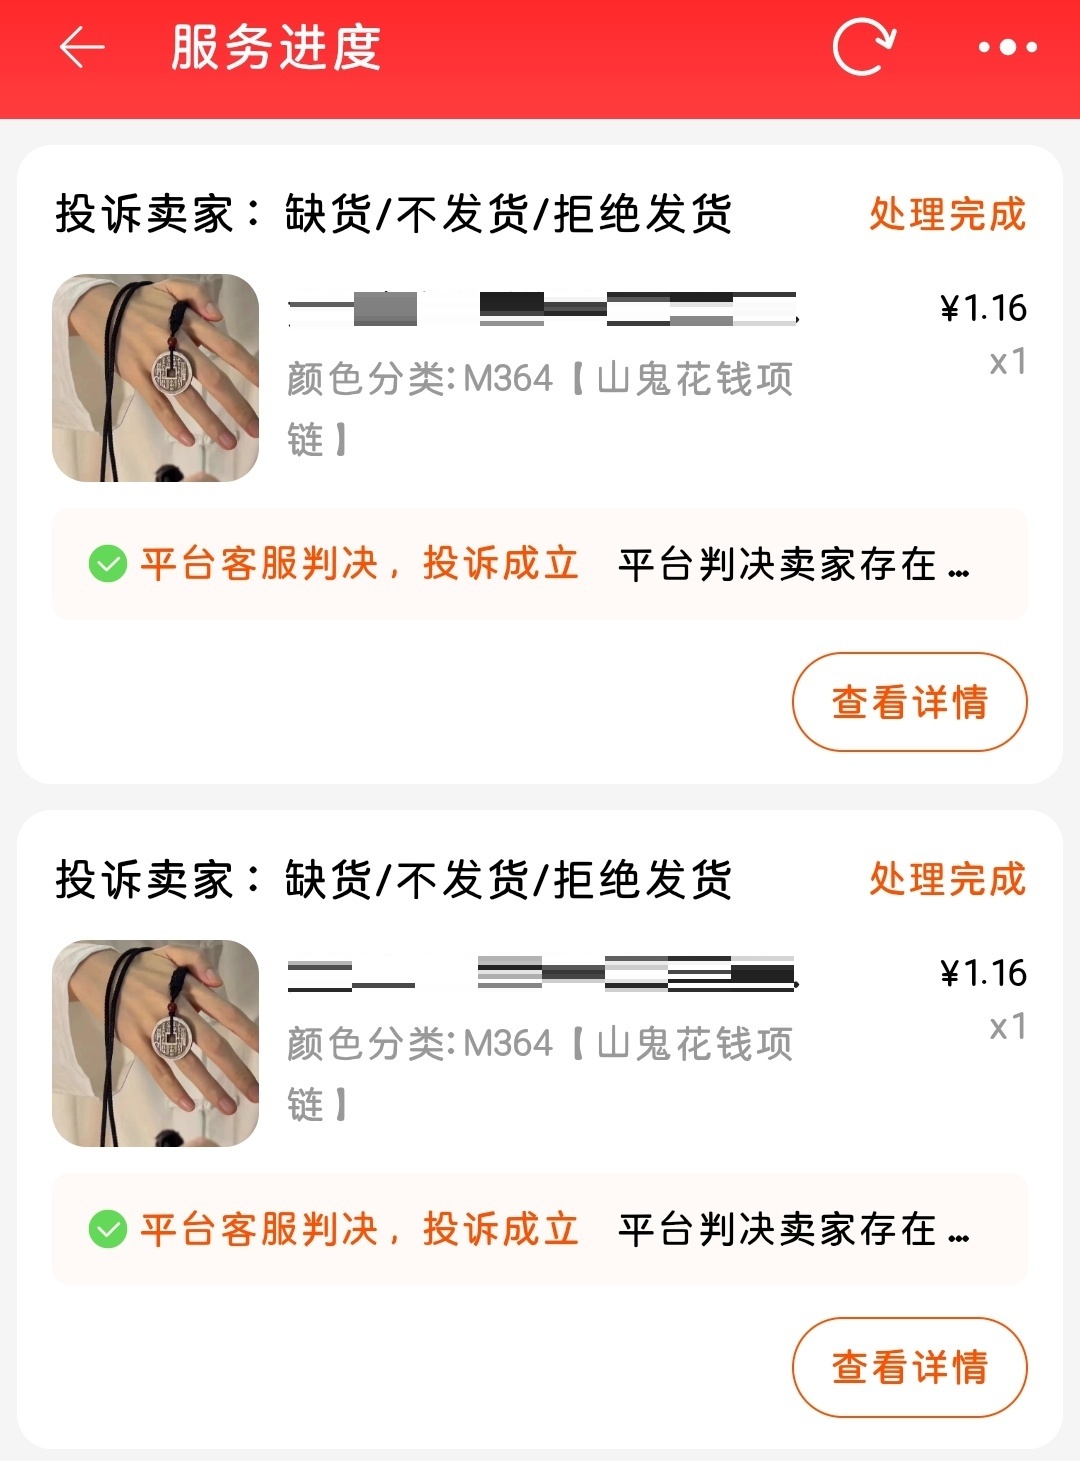 服务进度
投诉卖家：缺货/不发货/拒绝发货
处理完成
¥1.16
颜色分类:M364【山鬼花钱项
链】
x1
平台客服判决，投诉成立 平台判决卖家存在...
查看详情
投诉卖家：缺货/不发货/拒绝发货
处理完成
¥1.16
颜色分类:M364【山鬼花钱项
链】
x1
平台客服判决，投诉成立 平台判决卖家存在...
查看详情